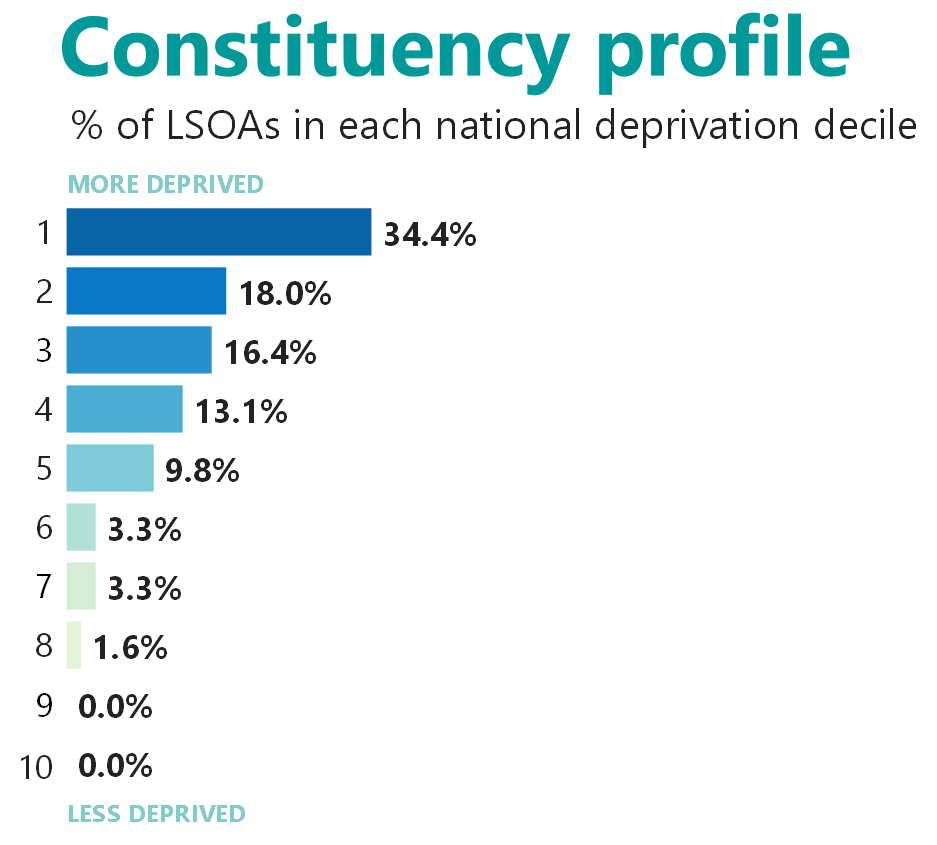 Constituency profile
% of LSOAs in each national deprivation decile
MORE DEPRIVED
1 34.4%
2 18.0%
3 16.4%
4 13.1%
5 9.8%
6 3.3%
7 3.3%
8 1.6%
9 0.0%
10 0.0%
LESS DEPRIVED